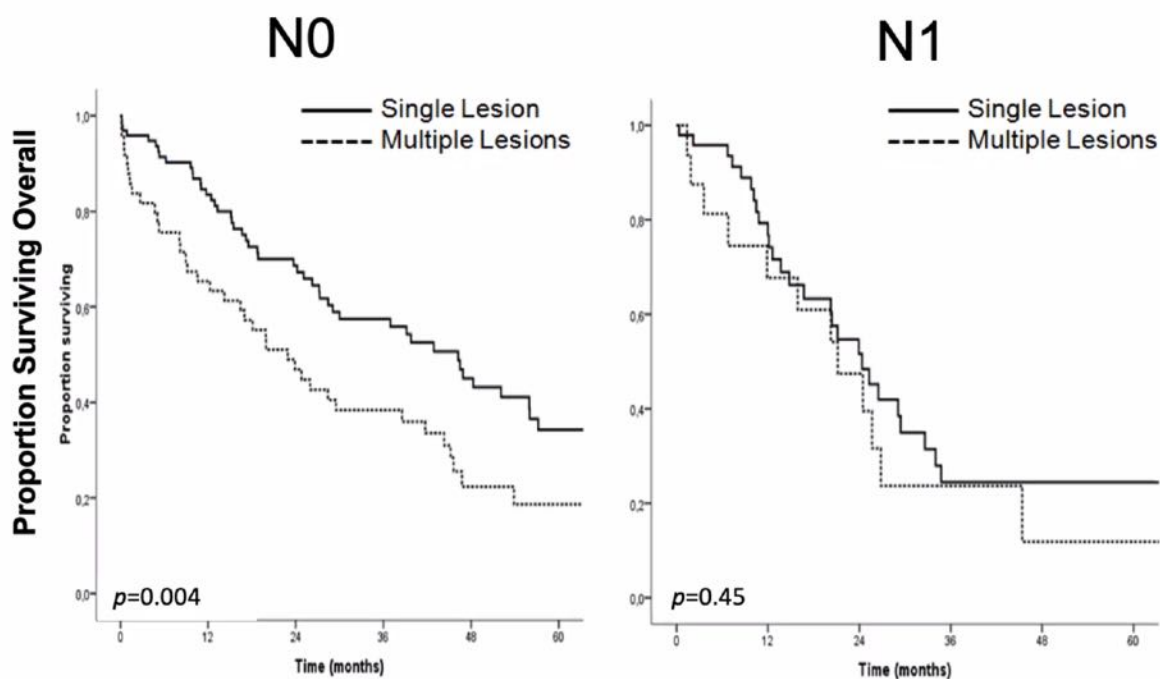 N0
N1
Proportion Surviving Overall
Proportion surviving
Single Lesion
Multiple Lesions
1,0
0,8
0,6
0,4
0,2
0,0
p=0.004
0 12 24 36 48 60
Time (months)
Single Lesion
Multiple Lesions
1,0
0,8
0,6
0,4
0,2
0,0
p=0.45
0 12 24 36 48 60
Time (months)